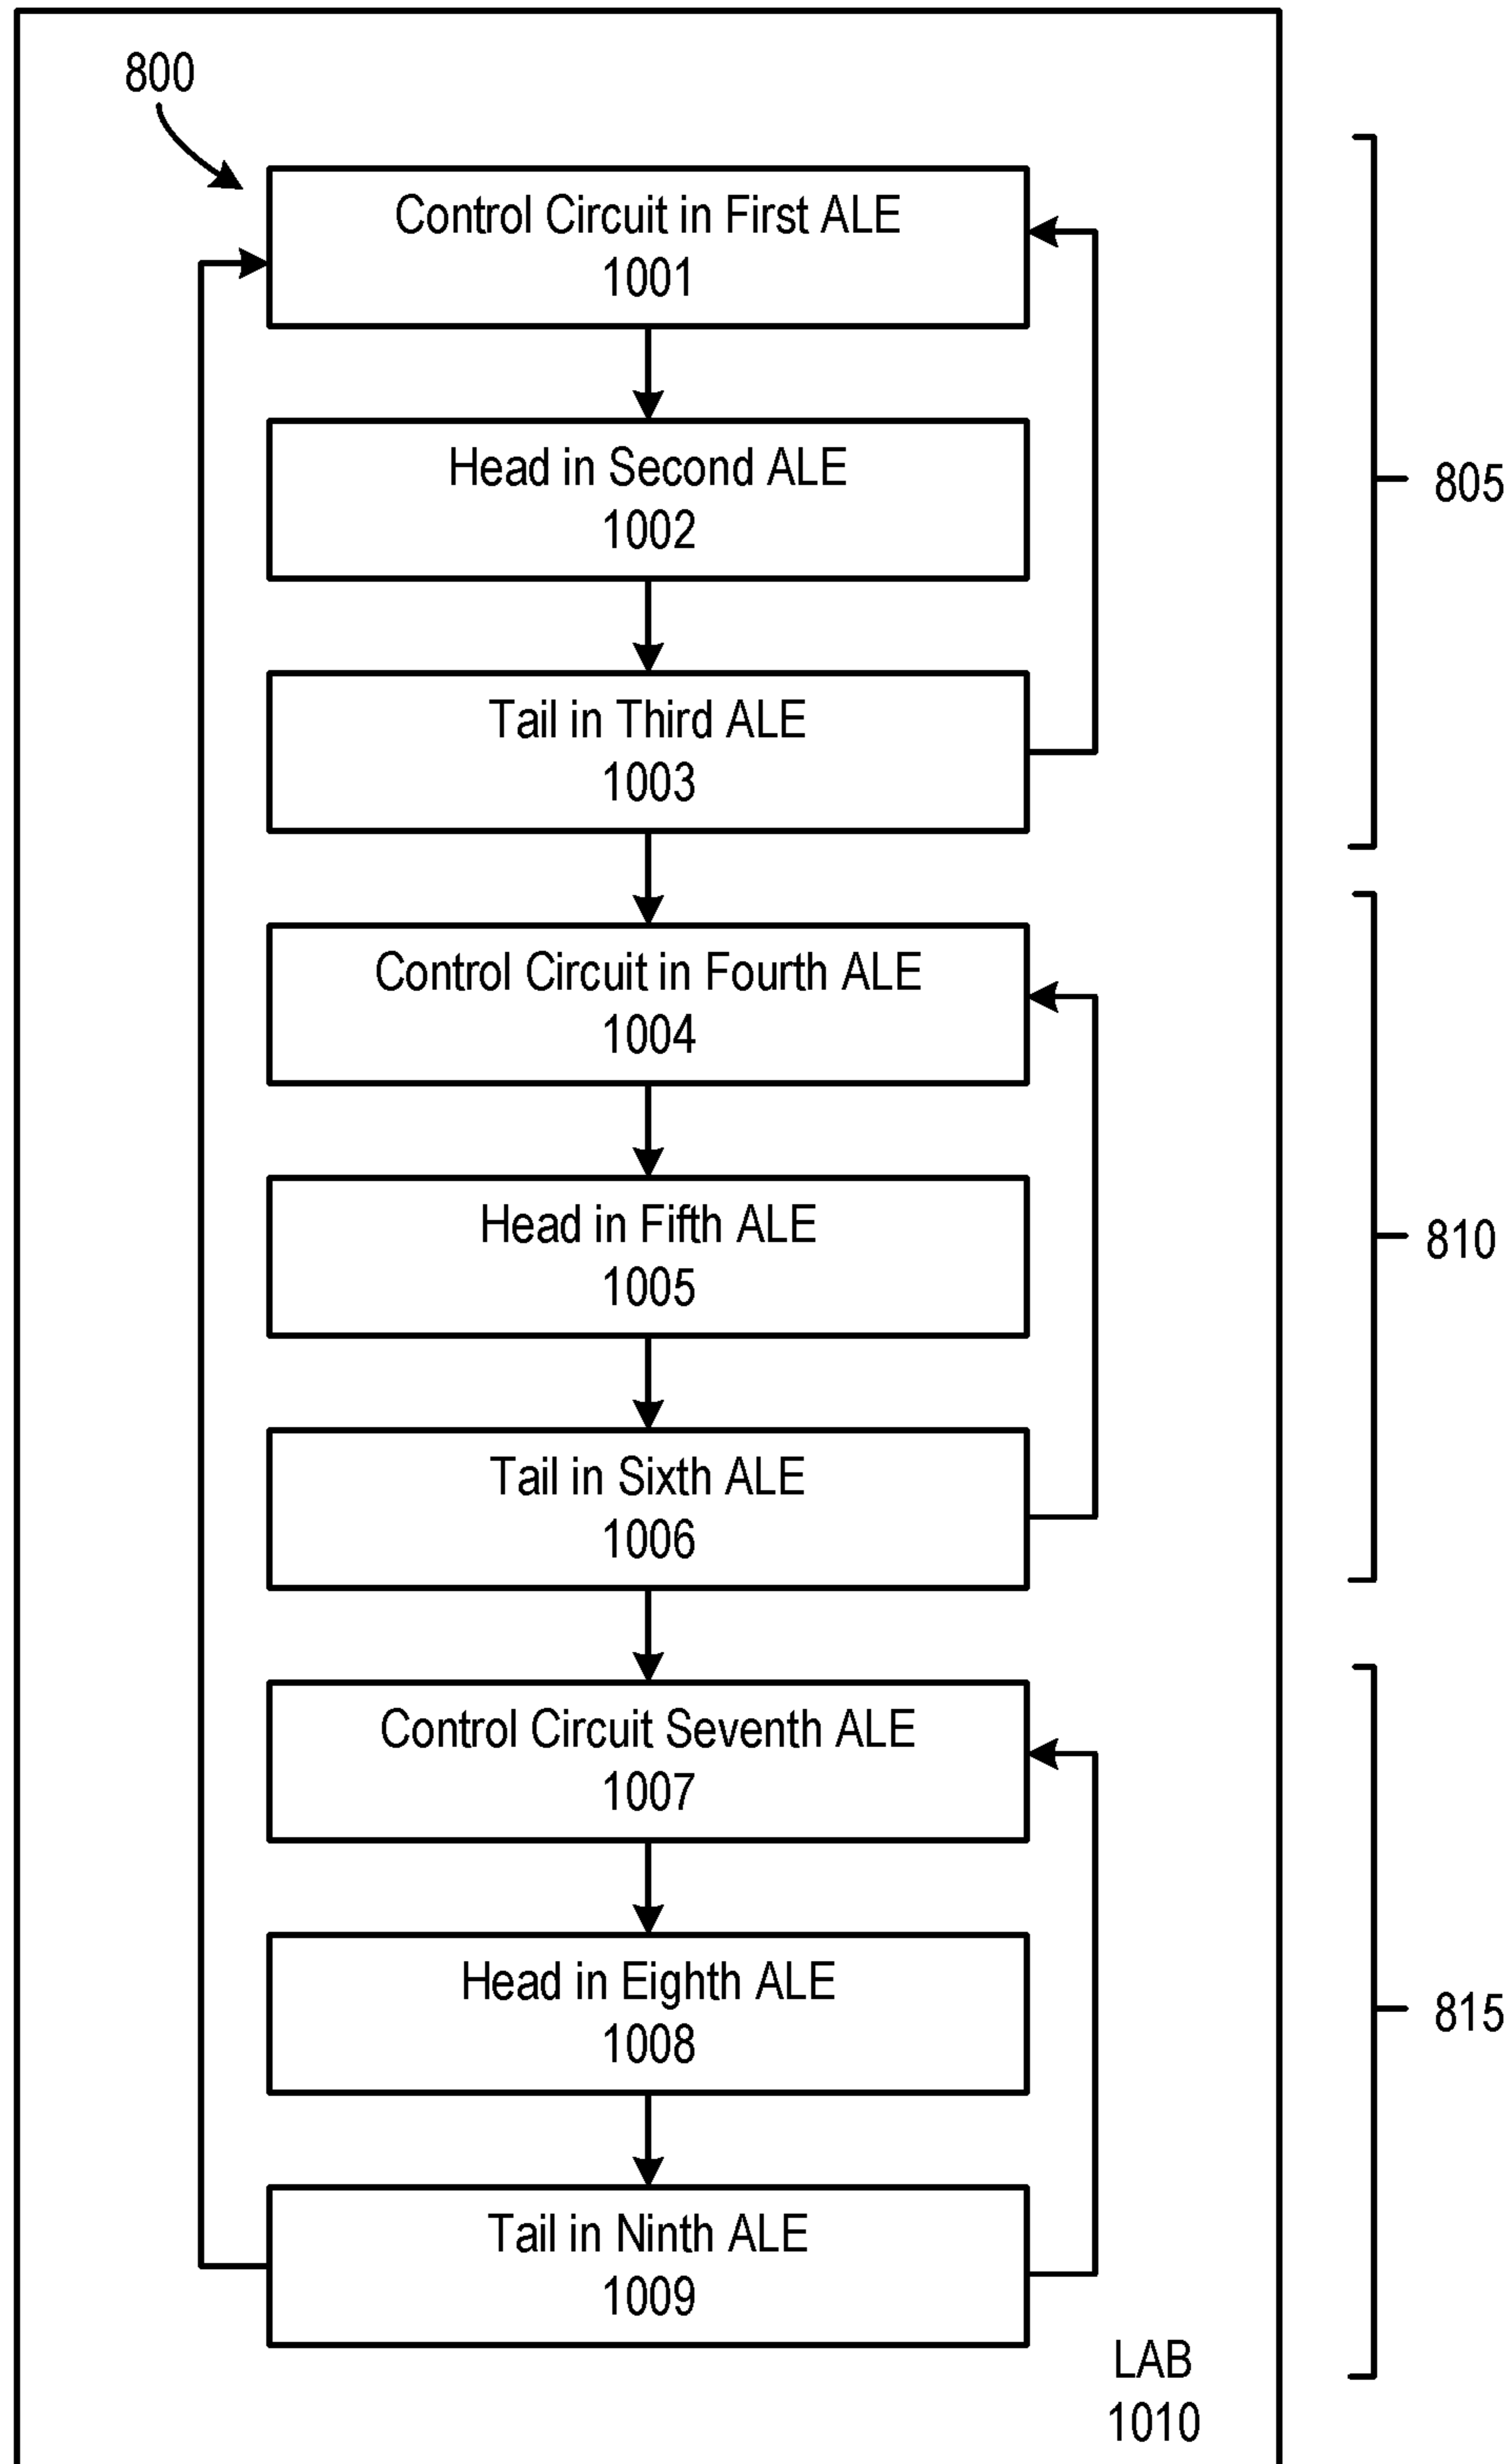 800
Control Circuit in First ALE
1001
Head in Second ALE
1002
805
Tail in Third ALE
1003
Control Circuit in Fourth ALE
1004
Head in Fifth ALE
1005
810
Tail in Sixth ALE
1006
Control Circuit Seventh ALE
1007
Head in Eighth ALE
1008
815
Tail in Ninth ALE
1009
LAB
1010